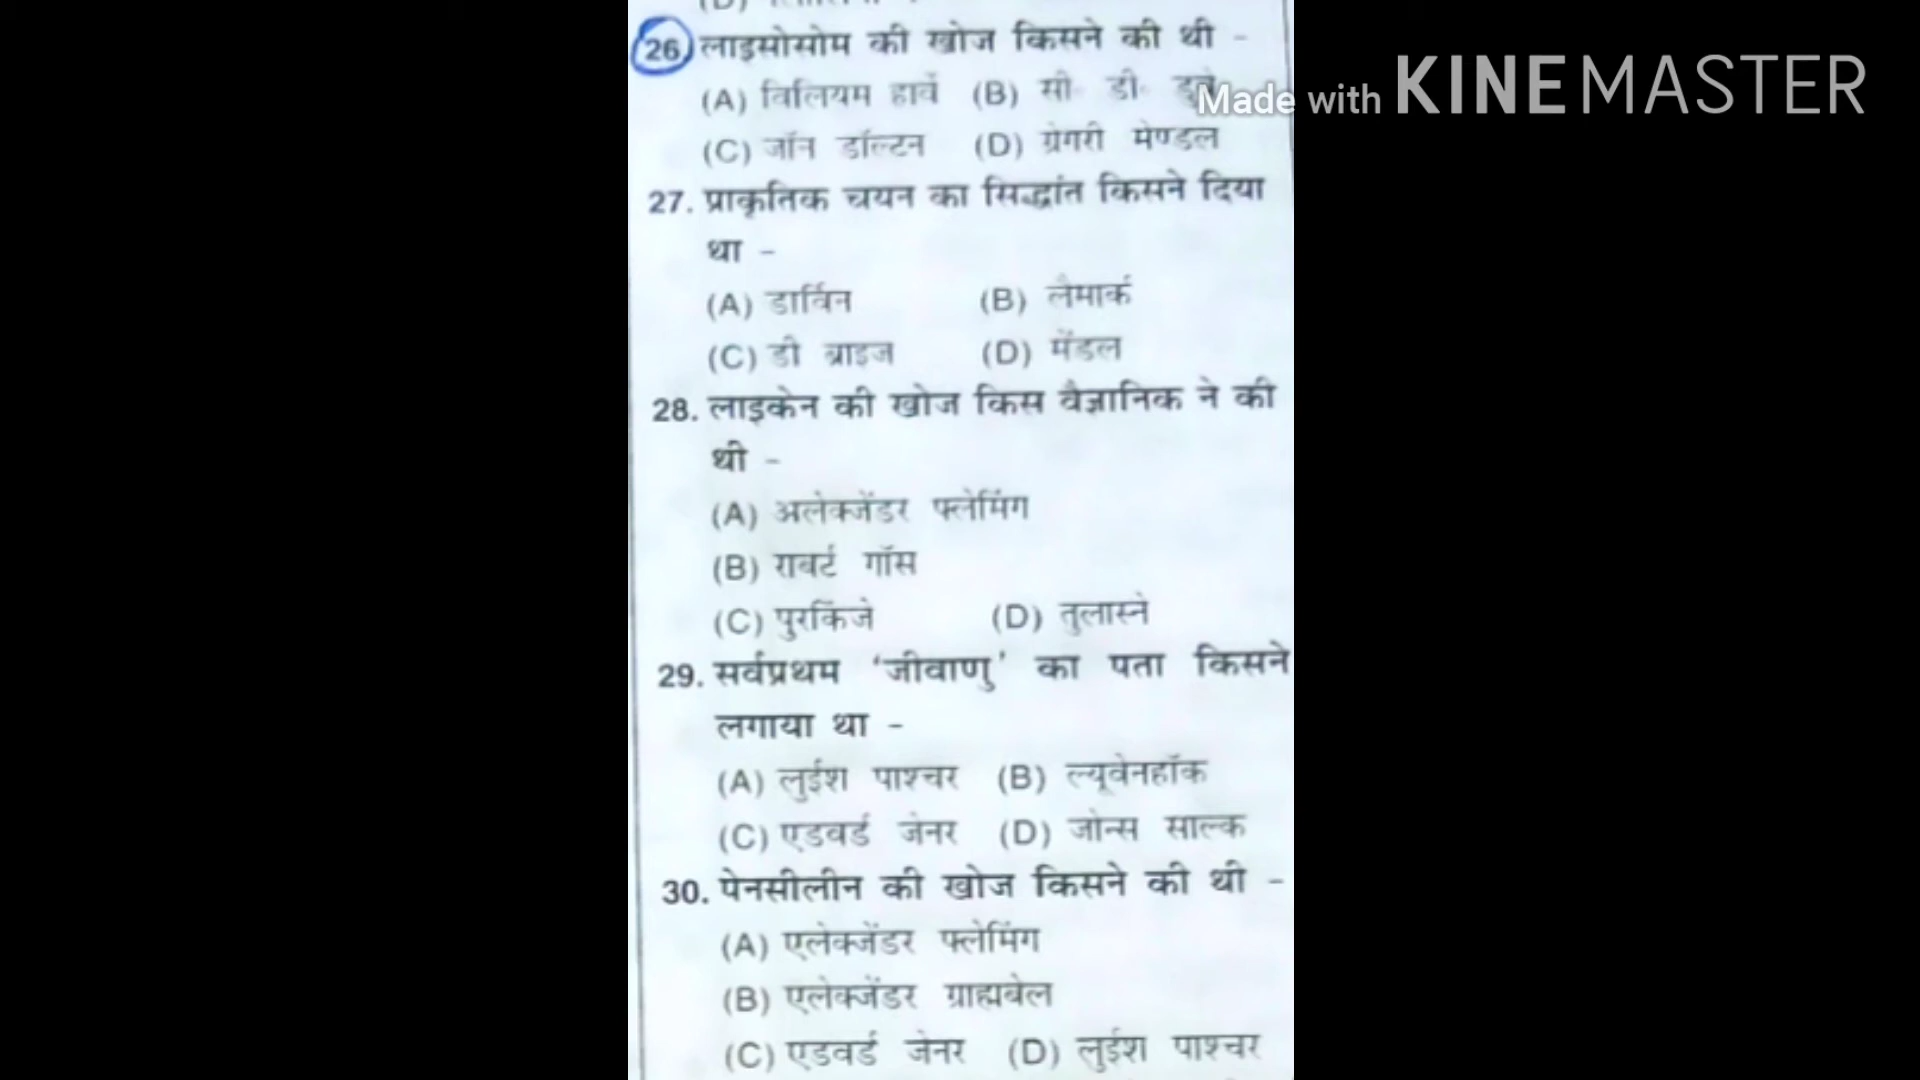 26. लाइसोसोम की खोज किसने की थी -
(A) विलियम हार्वे (B) सी. डी. डुवे
Made with KINEMASTER
(C) जॉन डॉल्टन (D) ग्रेगरी मेण्डल
27. प्राकृतिक चयन का सिद्धांत किसने दिया
था -
(A) डार्विन (B) लैमार्क
(C) डी ब्राइज (D) मेंडल
28. लाइकेन की खोज किस वैज्ञानिक ने की
थी -
(A) अलेक्जेंडर फ्लेमिंग
(B) राबर्ट गॉस
(C) पुरकिंजे (D) तुलास्ने
29. सर्वप्रथम 'जीवाणु' का पता किसने
लगाया था -
(A) लुईश पाश्चर (B) ल्यूवेनहॉक
(C) एडवर्ड जेनर (D) जोन्स साल्क
30. पेनसीलीन की खोज किसने की थी -
(A) एलेक्जेंडर फ्लेमिंग
(B) एलेक्जेंडर ग्राह्मबेल
(C) एडवर्ड जेनर (D) लुईश पाश्चर